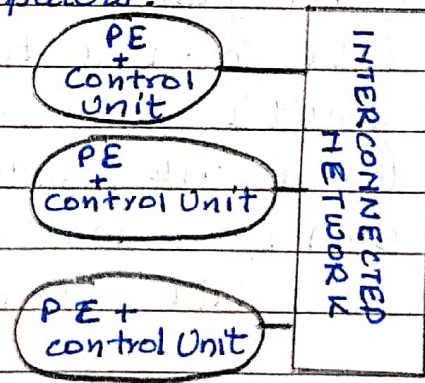 PE
+
Control
Unit
PE
+
control Unit
PE +
control Unit
INTERCONNECTED
NETWORK